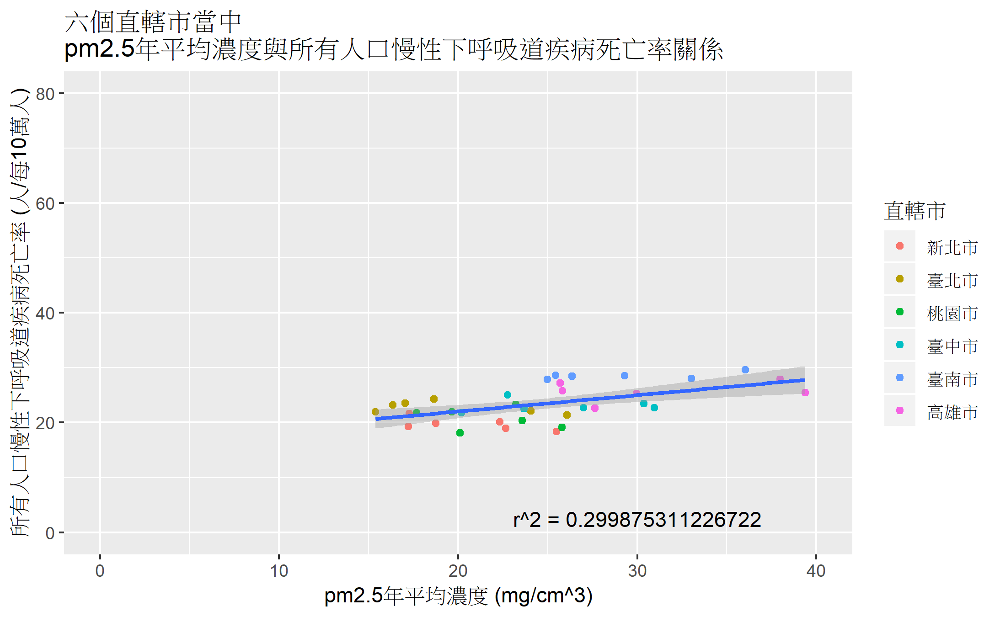 六個直轄市當中
pm2.5年平均濃度與所有人口慢性下呼吸道疾病死亡率關係
所有人口慢性下呼吸道疾病死亡率 (人/每10萬人)
80
60
40
20
0
r^2 = 0.299875311226722
0
10
20
30
40
pm2.5年平均濃度 (mg/cm^3)
直轄市
新北市
臺北市
桃園市
臺中市
臺南市
高雄市